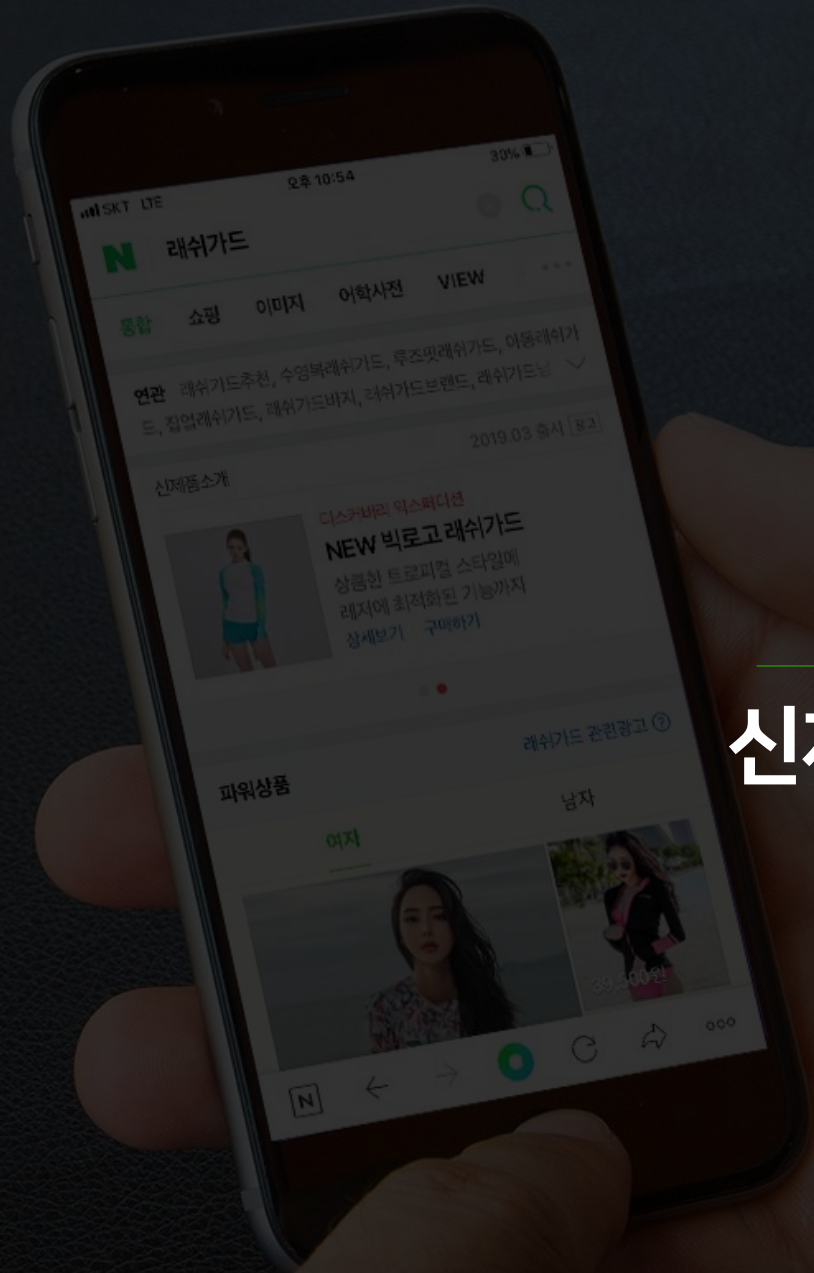 SKT LTE 오후 10:54 30%
N 래쉬가드
통합 쇼핑 이미지 어학사전 VIEW
연관 래쉬가드추천, 수영복래쉬가드, 루즈핏래쉬가드, 아동래쉬가
드, 집업래쉬가드, 래쉬가드바지, 러쉬가드브랜드, 래쉬가드남
신제품소개 2019.03 출시 광고
디스커버리 익스페디션
NEW 빅로고 래쉬가드
상큼한 트로피컬 스타일에
레저에 최적화된 기능까지
상세보기 구매하기
래쉬가드 관련광고 ?
파워상품
여자 남자
39,500원
N
신제